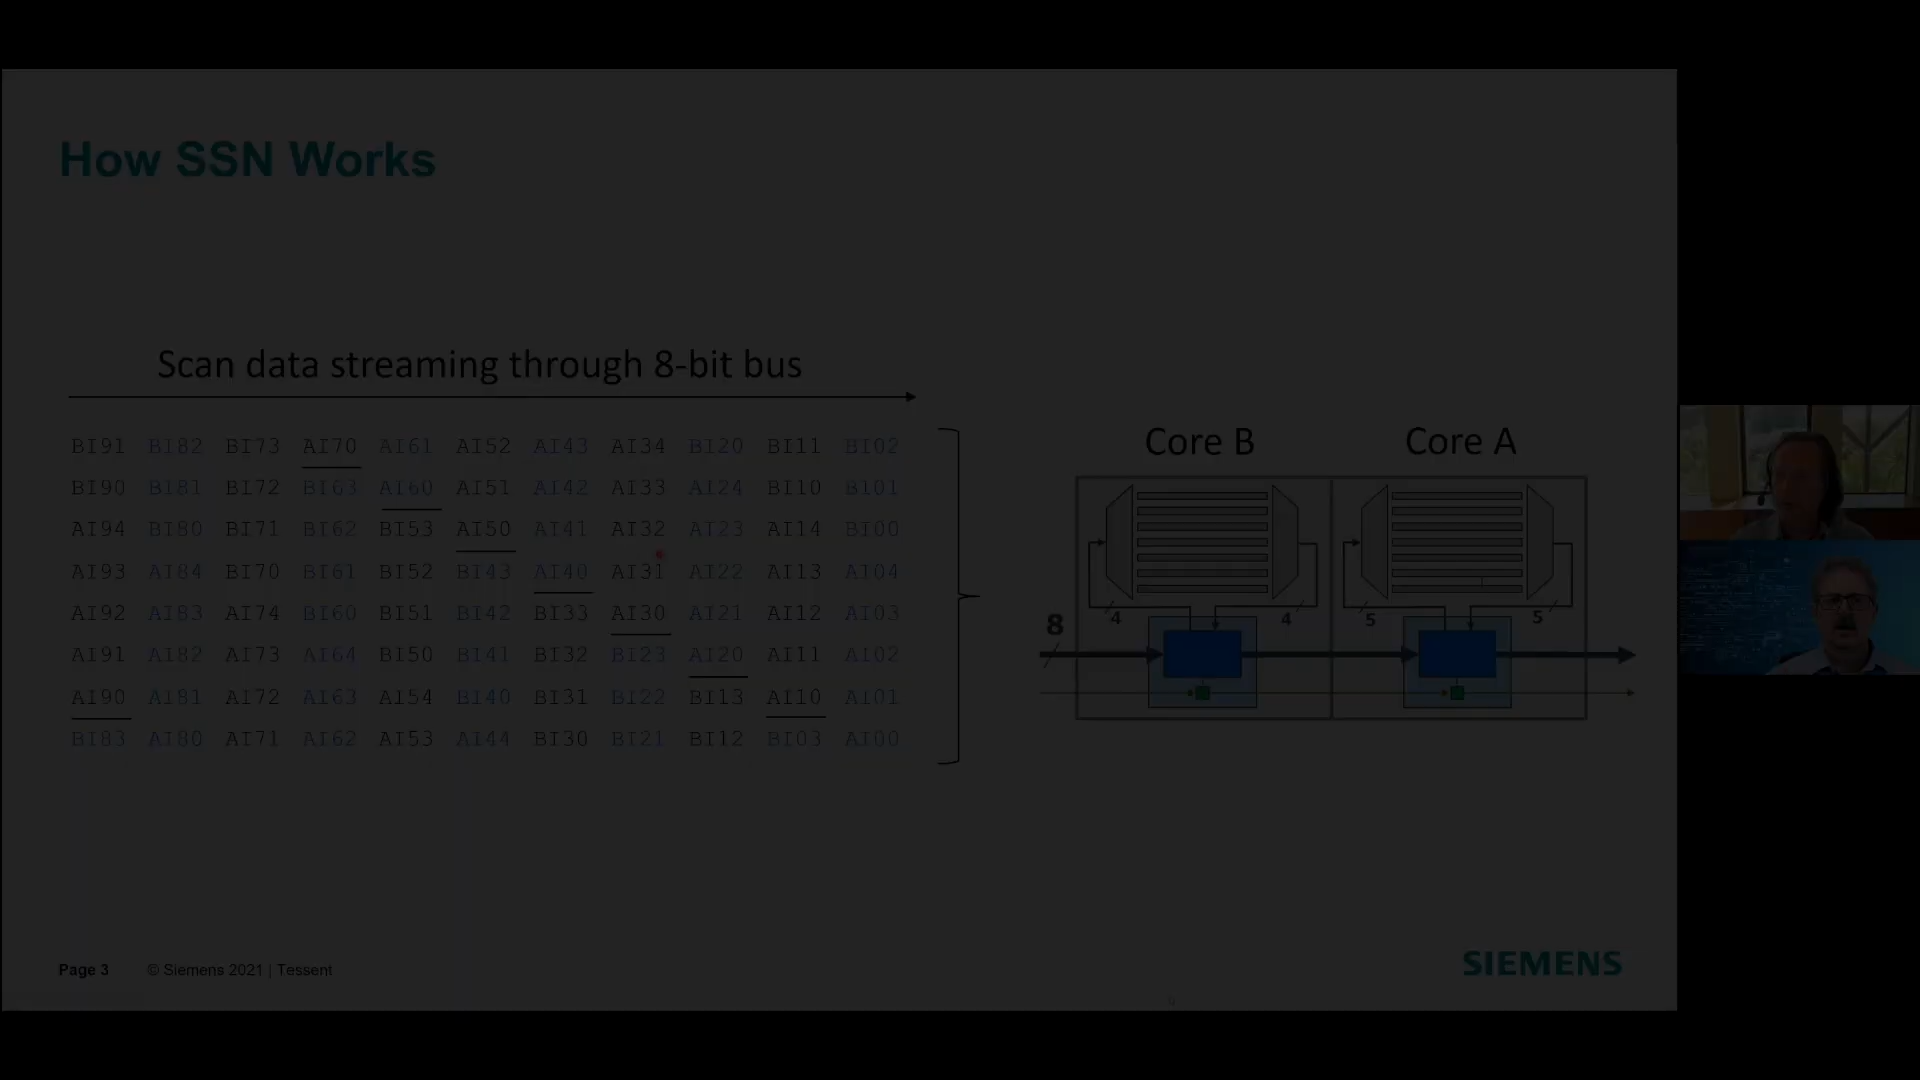 How SSN Works
Scan data streaming through 8-bit bus
BI91 BI82 BI73 AI70 AI61 AI52 AI43 AI34 BI20 BI11 BI02
BI90 BI81 BI72 BI63 AI60 AI51 AI42 AI33 AI24 BI10 BI01
AI94 BI80 BI71 BI62 BI53 AI50 AI41 AI32 AI23 AI14 BI00
AI93 AI84 BI70 BI61 BI52 BI43 AI40 AI31 AI22 AI13 AI04
AI92 AI83 AI74 BI60 BI51 BI42 BI33 AI30 AI21 AI12 AI03
AI91 AI82 AI73 AI64 BI50 BI41 BI32 BI23 AI20 AI11 AI02
AI90 AI81 AI72 AI63 AI54 BI40 BI31 BI22 BI13 AI10 AI01
BI83 AI80 AI71 AI62 AI53 AI44 BI30 BI21 BI12 BI03 AI00
Core B Core A
8
4 4 5 5
Page 3 © Siemens 2021 | Tessent
SIEMENS